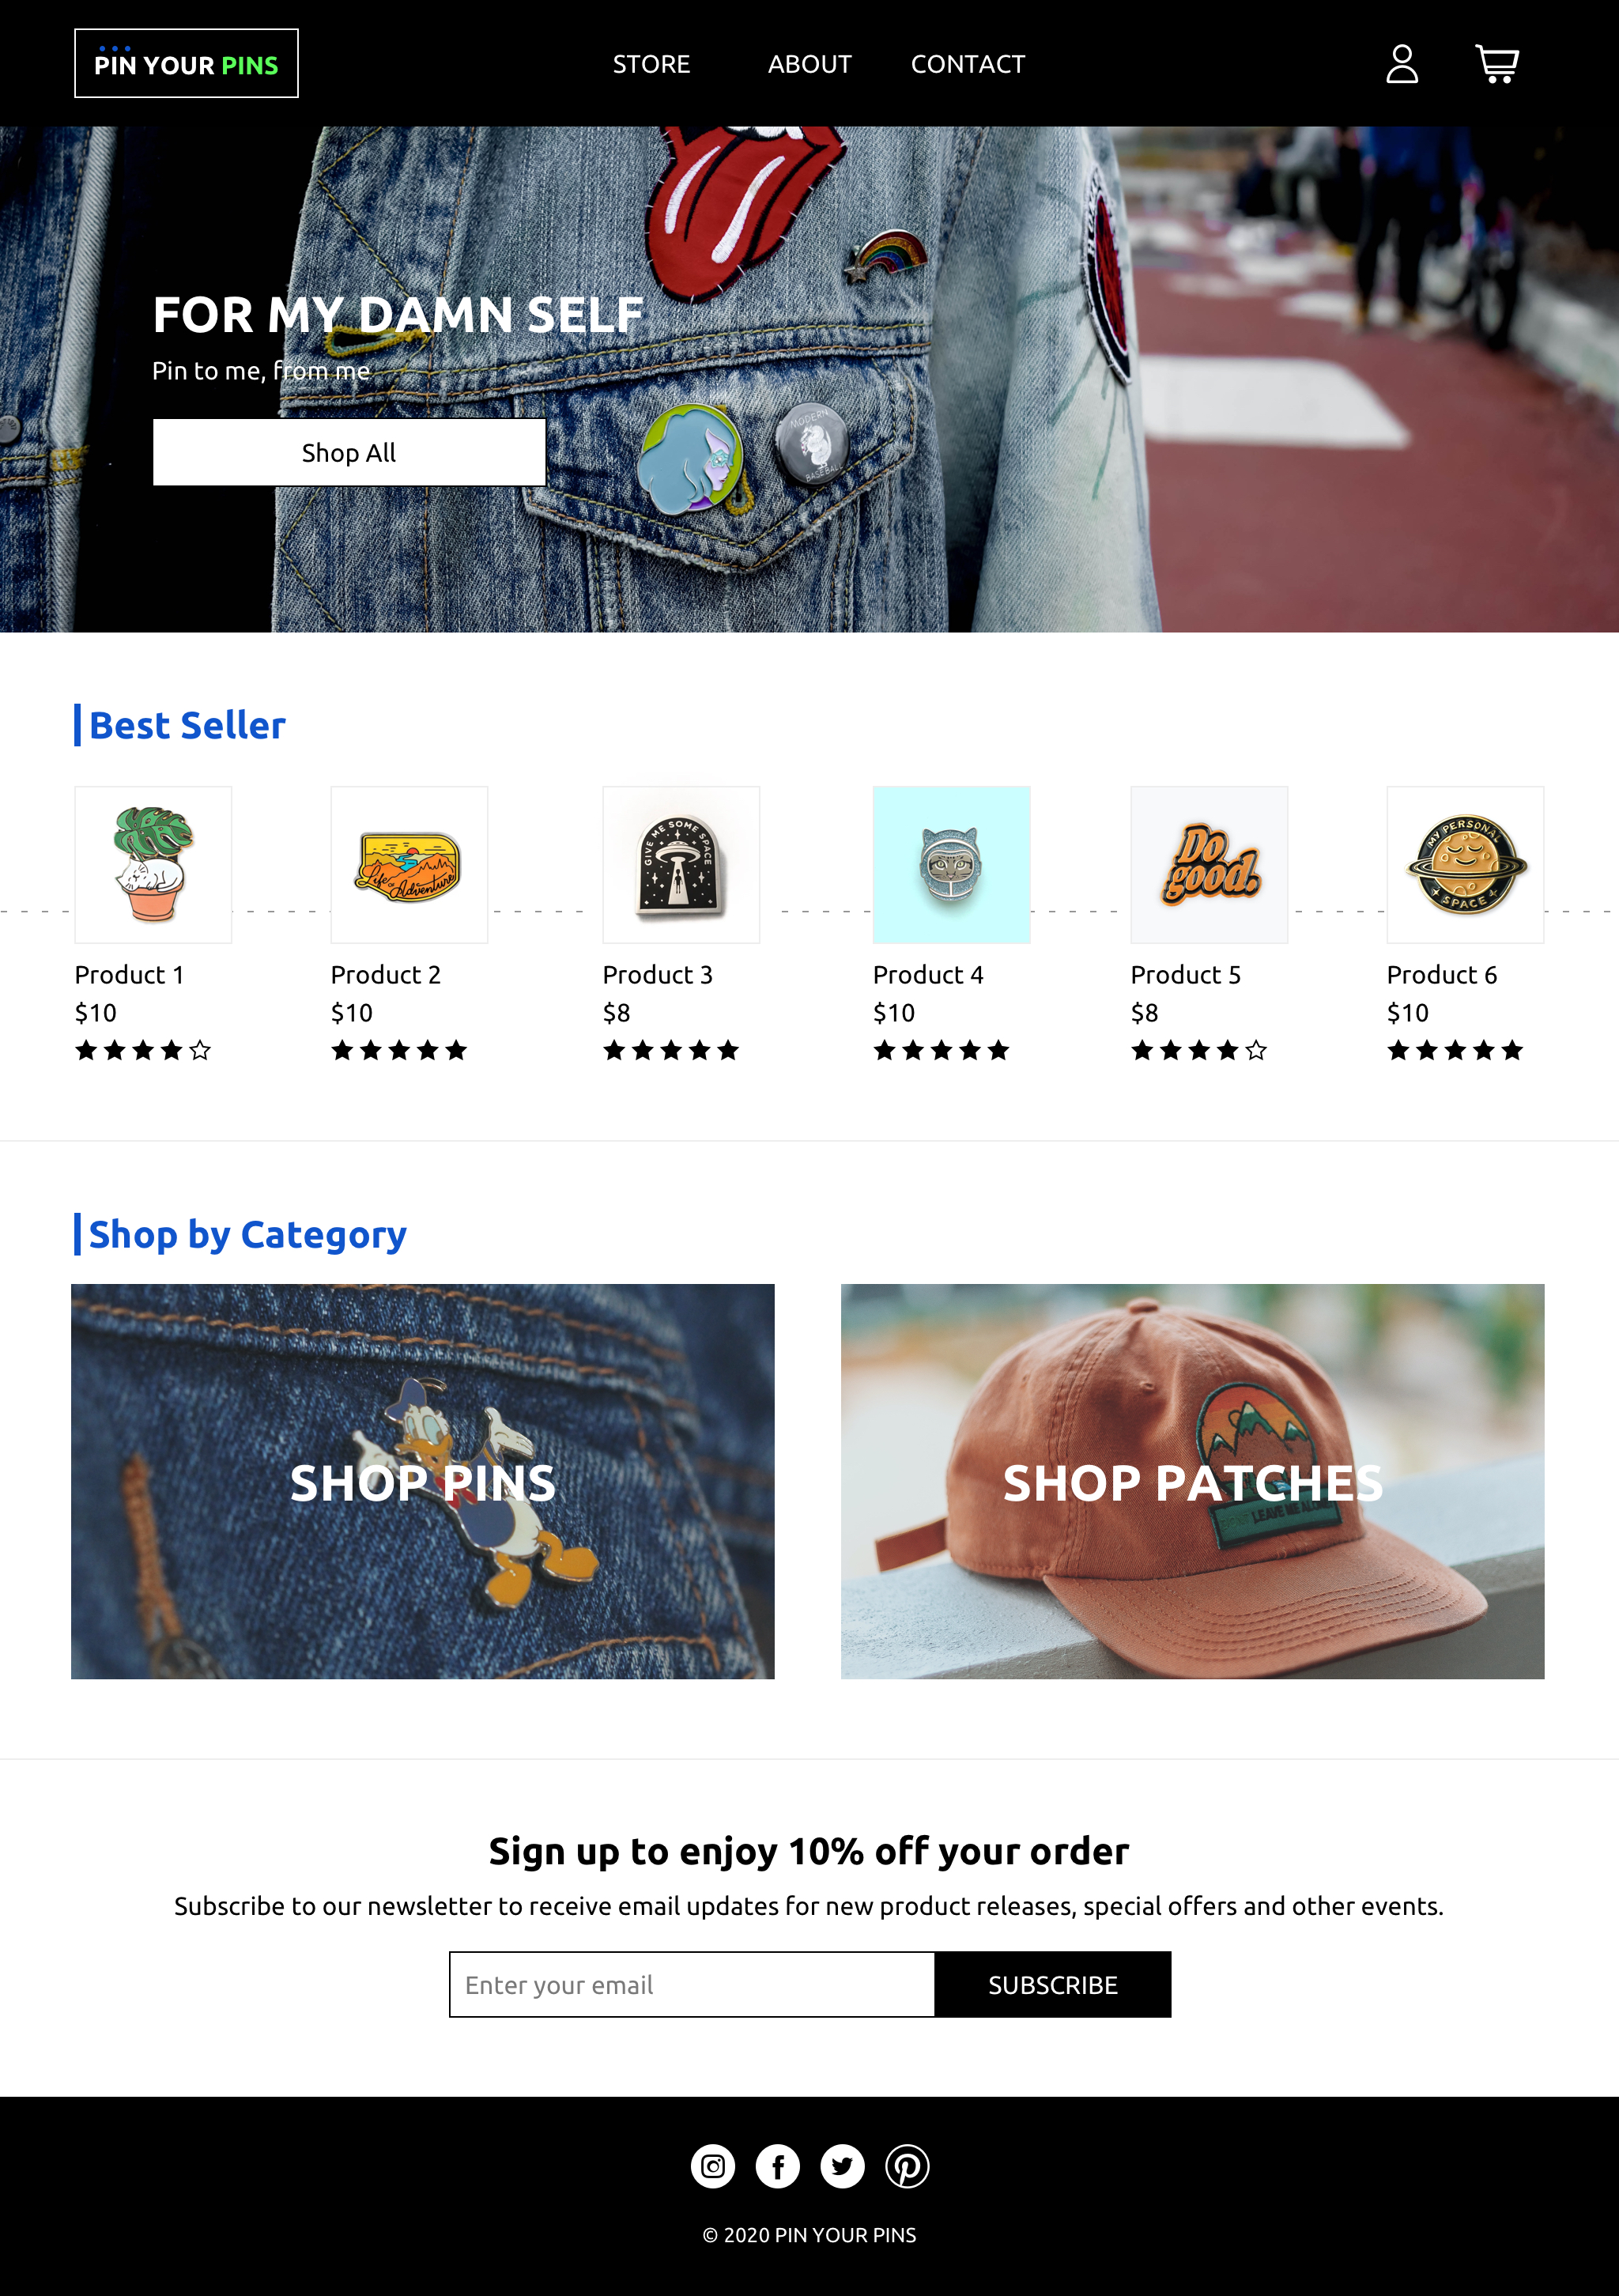 PIN YOUR PINS
STORE ABOUT CONTACT
FOR MY DAMN SELF
Pin to me, from me
MODERN
BASEBALL
Shop All
Best Seller
Life of Adventure
GIVE ME SOME SPACE
Do
good.
MY PERSONAL
SPACE
Product 1
$10
Product 2
$10
Product 3
$8
Product 4
$10
Product 5
$8
Product 6
$10
Shop by Category
SHOP PINS
SHOP PATCHES
LEAVE ME
Sign up to enjoy 10% off your order
Subscribe to our newsletter to receive email updates for new product releases, special offers and other events.
Enter your email
SUBSCRIBE
© 2020 PIN YOUR PINS